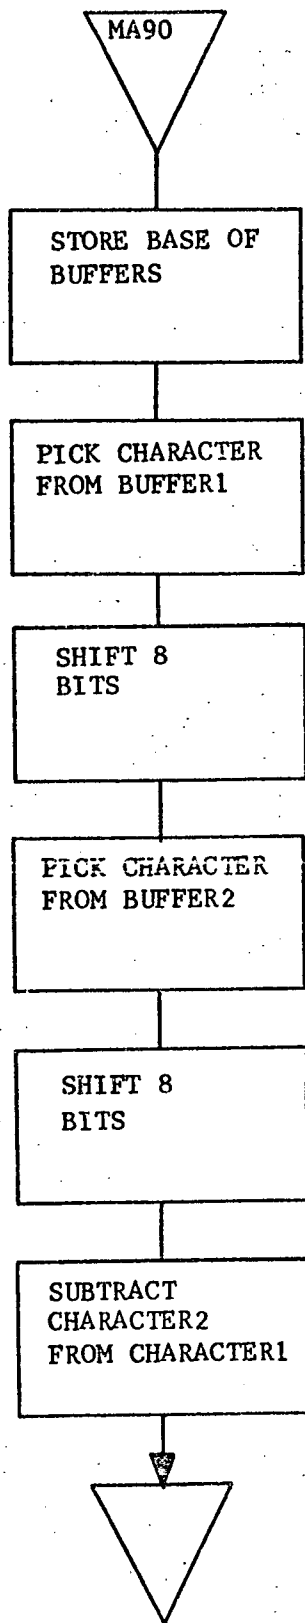 MA90
STORE BASE OF
BUFFERS
PICK CHARACTER
FROM BUFFER1
SHIFT 8
BITS
PICK CHARACTER
FROM BUFFER2
SHIFT 8
BITS
SUBTRACT
CHARACTER2
FROM CHARACTER1